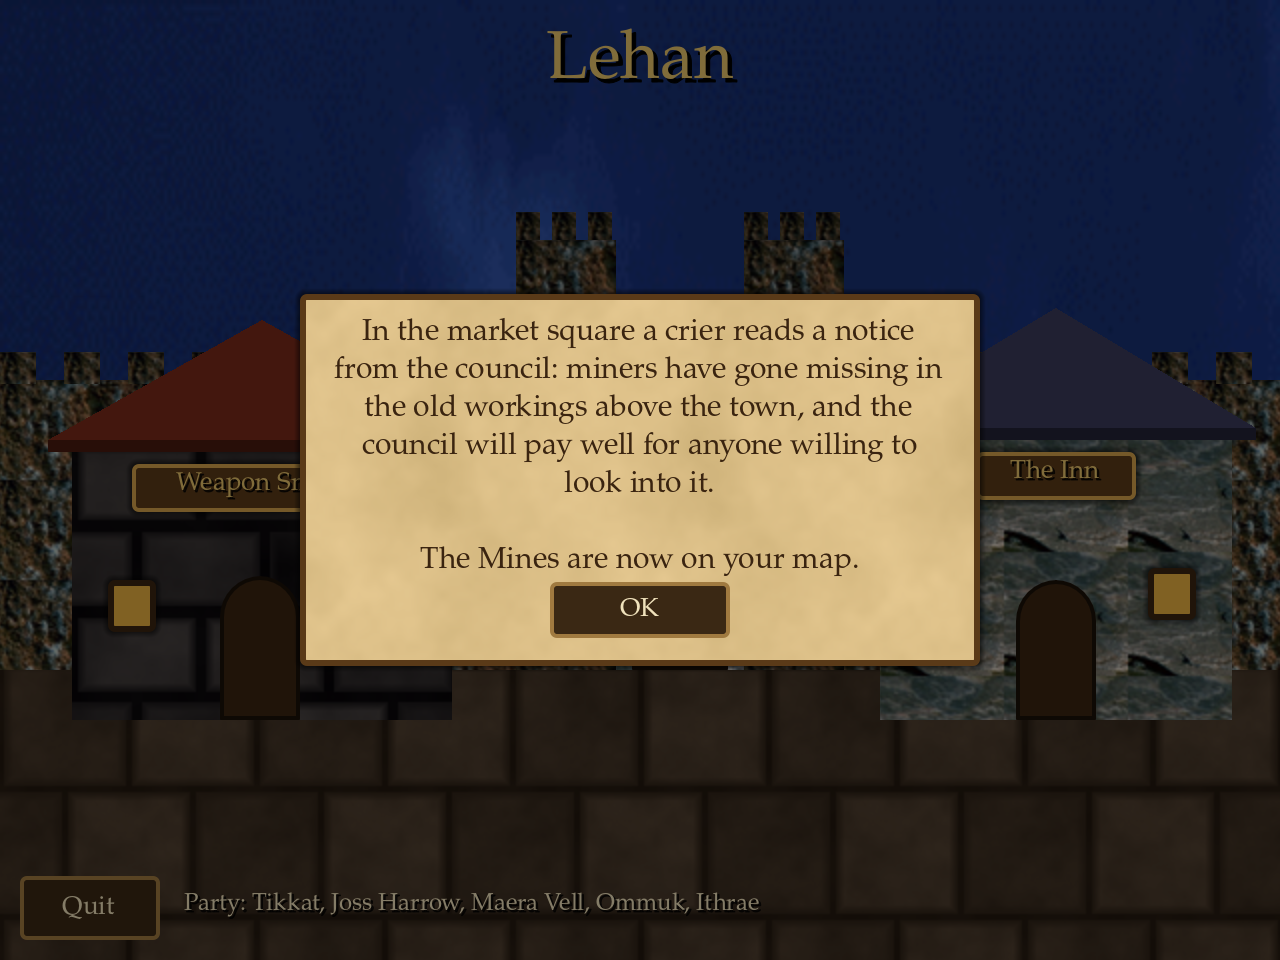 Lehan
In the market square a crier reads a notice
from the council: miners have gone missing in
the old workings above the town, and the
council will pay well for anyone willing to
look into it.
The Mines are now on your map.
OK
Weapon
The Inn
Quit
Party: Tikkat, Joss Harrow, Maera Vell, Ommuk, Ithrae